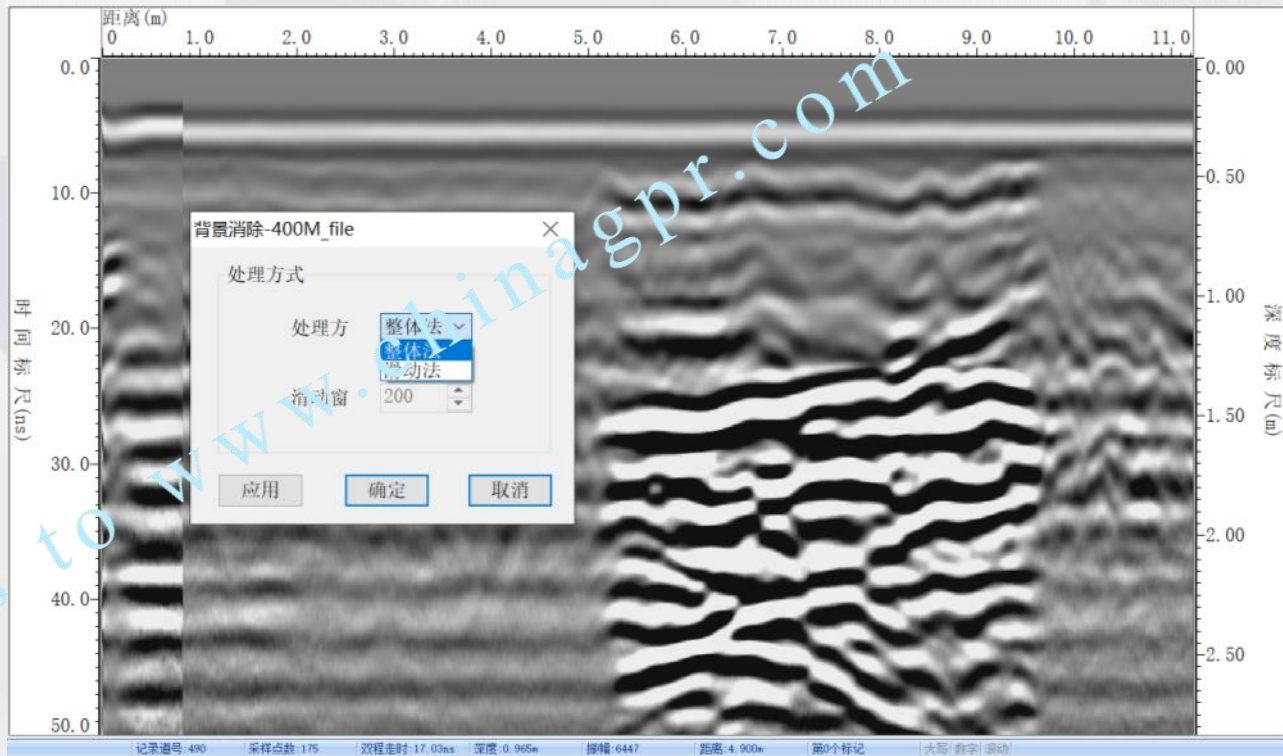 距离(m)
0 1.0 2.0 3.0 4.0 5.0 6.0 7.0 8.0 9.0 10.0 11.0
0.0
10.0
20.0
30.0
40.0
50.0
时间标尺(ns)
背景消除-400M_file
处理方式
处理方 整体法
整体法
滑动法
滑动窗 200
应用 确定 取消
to www.chinagpr.com
0.00
0.50
1.00
1.50
2.00
2.50
深度标尺(m)
记录道号:490 采样点数:175 双程走时:17.03ns 深度:0.965m 振幅:6447 距离:4.900m 第0个标记 大写 数字 滚动